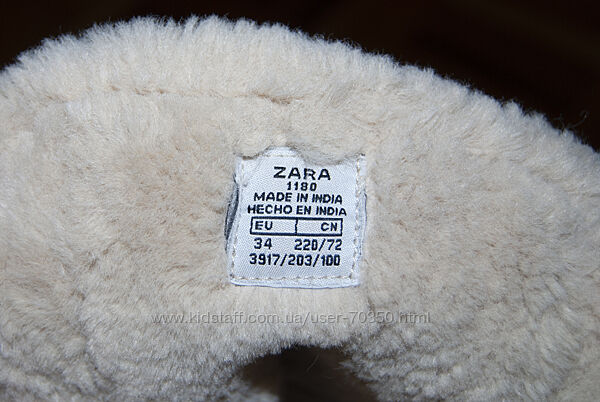 ZARA
1180
MADE IN INDIA
HECHO EN INDIA
EU CN
34 220/72
3917/203/100
www.kidstaff.com.ua/user-70350.html